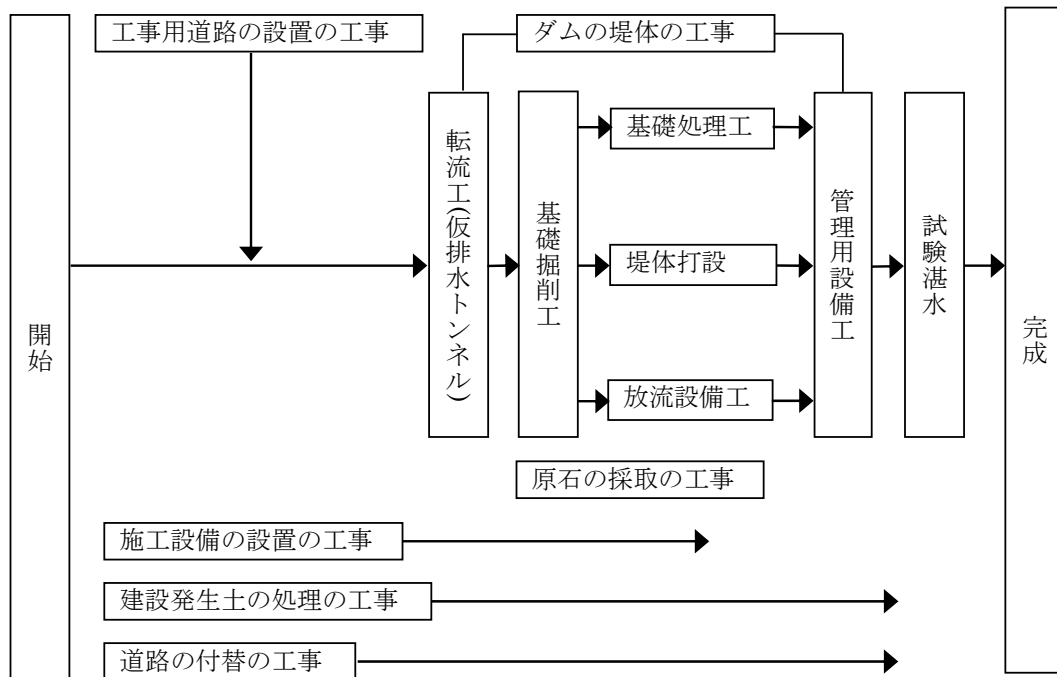 工事用道路の設置の工事
ダムの堤体の工事
開始
転流工(仮排水トンネル)
基礎掘削工
基礎処理工
堤体打設
放流設備工
管理用設備工
試験湛水
完成
原石の採取の工事
施工設備の設置の工事
建設発生土の処理の工事
道路の付替の工事